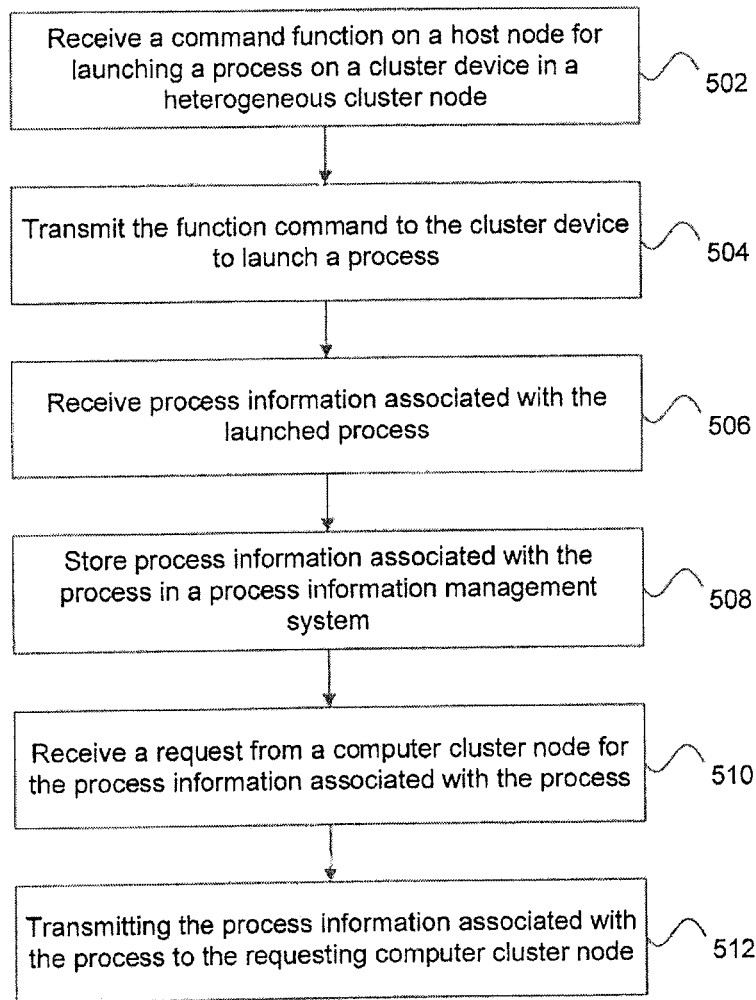 Receive a command function on a host node for
launching a process on a cluster device in a
heterogeneous cluster node
502
Transmit the function command to the cluster device
to launch a process
504
Receive process information associated with the
launched process
506
Store process information associated with the
process in a process information management
system
508
Receive a request from a computer cluster node for
the process information associated with the process
510
Transmitting the process information associated with
the process to the requesting computer cluster node
512